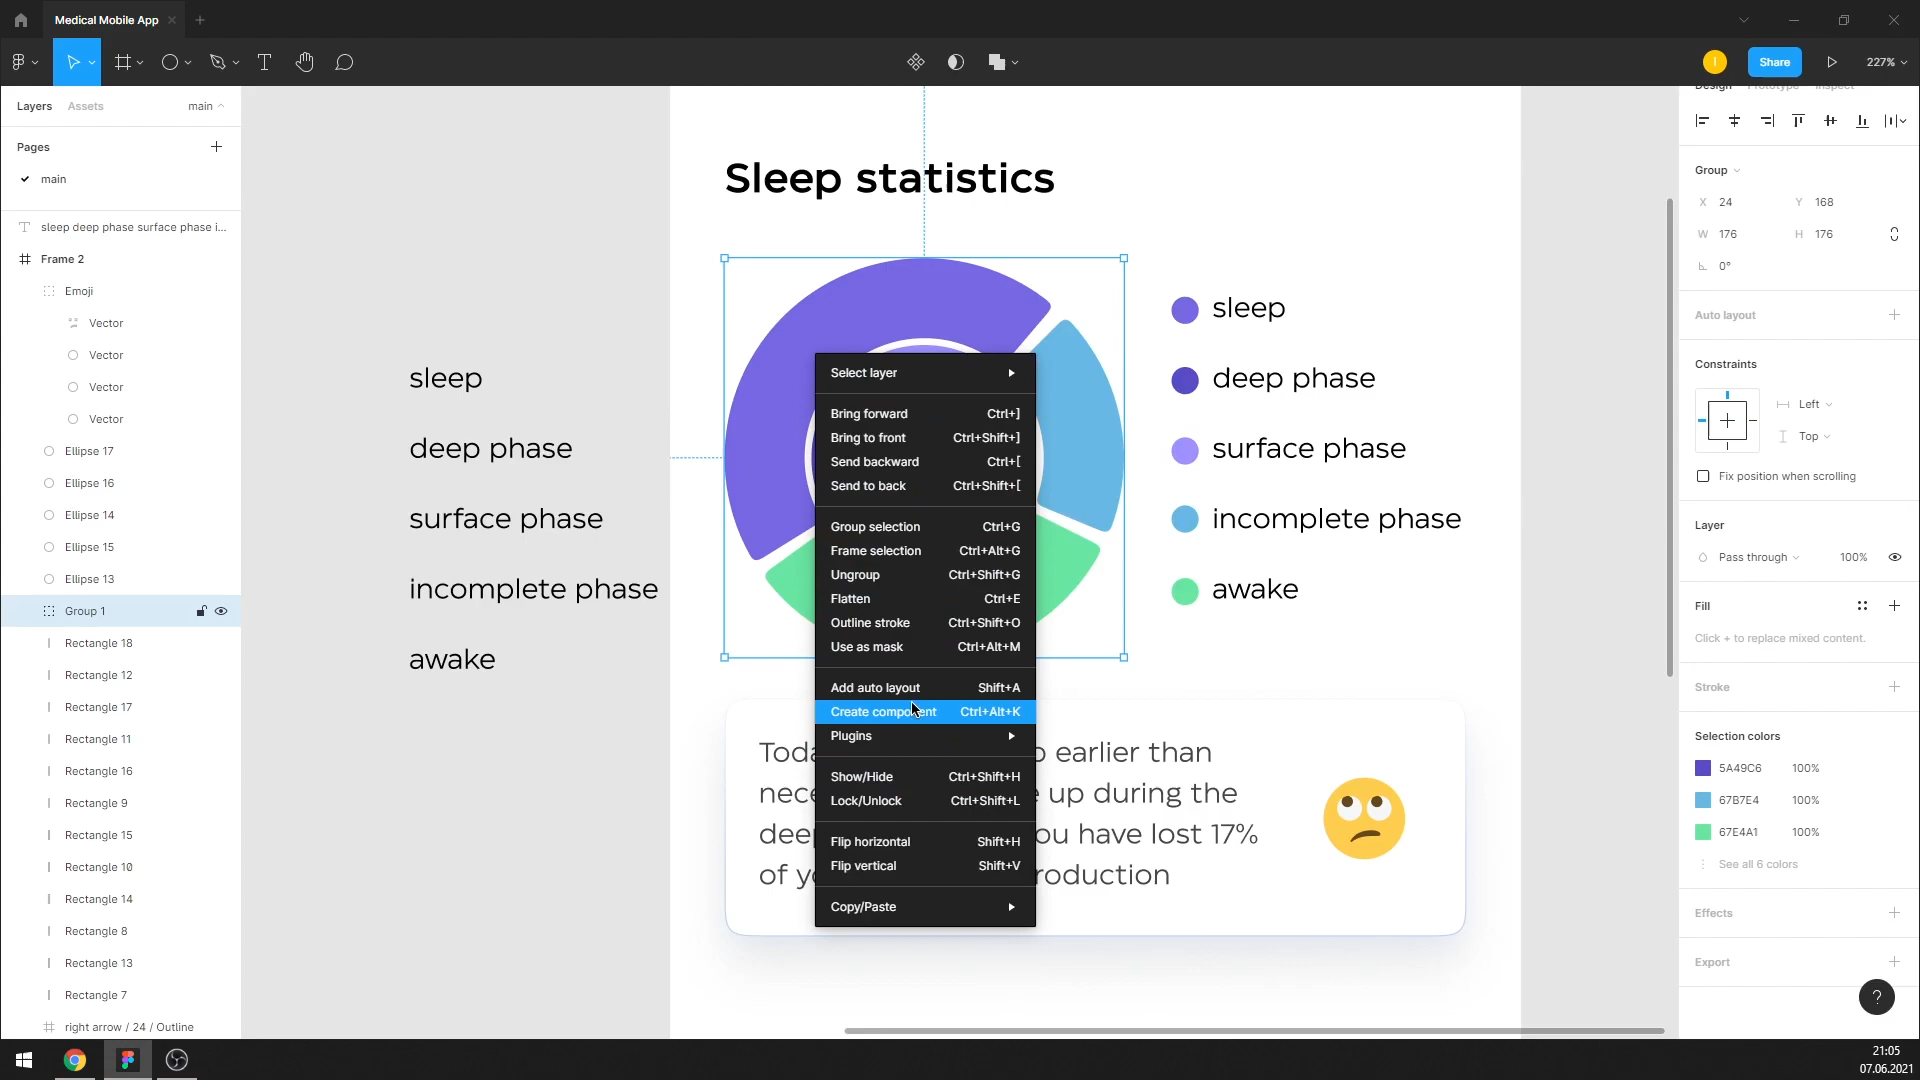 Medical Mobile App
Share
227%
Layers
Assets
main
Pages
main
sleep deep phase surface phase i...
Frame 2
Emoji
Vector
Vector
Vector
Vector
Ellipse 17
Ellipse 16
Ellipse 14
Ellipse 15
Ellipse 13
Group 1
Rectangle 18
Rectangle 12
Rectangle 17
Rectangle 11
Rectangle 16
Rectangle 9
Rectangle 15
Rectangle 10
Rectangle 14
Rectangle 8
Rectangle 13
Rectangle 7
right arrow / 24 / Outline
sleep
deep phase
surface phase
incomplete phase
awake
Sleep statistics
sleep
deep phase
surface phase
incomplete phase
awake
Select layer
Bring forward Ctrl+]
Bring to front Ctrl+Shift+]
Send backward Ctrl+[
Send to back Ctrl+Shift+[
Group selection Ctrl+G
Frame selection Ctrl+Alt+G
Ungroup Ctrl+Shift+G
Flatten Ctrl+E
Outline stroke Ctrl+Shift+O
Use as mask Ctrl+Alt+M
Add auto layout Shift+A
Create component Ctrl+Alt+K
Plugins
Show/Hide Ctrl+Shift+H
Lock/Unlock Ctrl+Shift+L
Flip horizontal Shift+H
Flip vertical Shift+V
Copy/Paste
earlier than
up during the
have lost 17%
of
Design Prototype Inspect
Group
X 24 Y 168
W 176 H 176
0°
Auto layout
Constraints
Left
Top
Fix position when scrolling
Layer
Pass through 100%
Fill
Click + to replace mixed content.
Stroke
Selection colors
5A49C6 100%
67B7E4 100%
67E4A1 100%
See all 6 colors
Effects
Export
?
21:05
07.06.2021